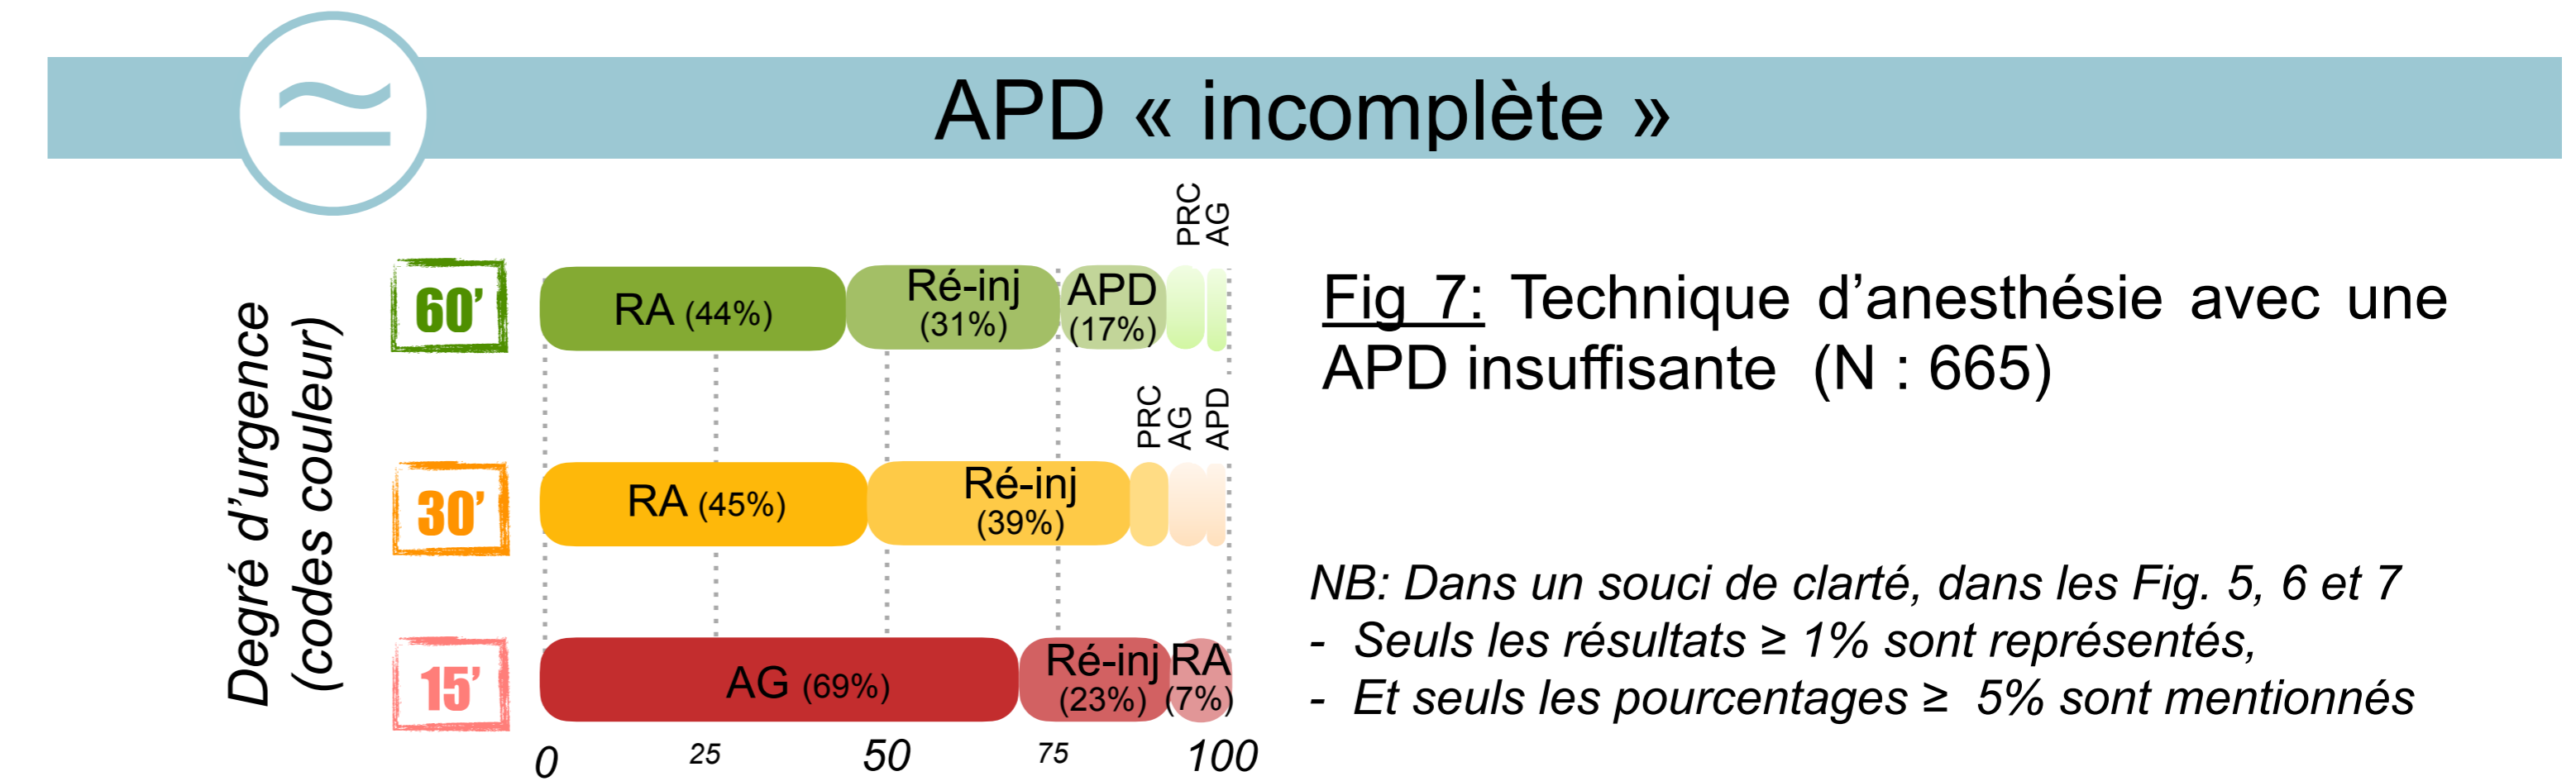 ≃
APD « incomplète »
Degré d’urgence
(codes couleur)
PRC
AG
60’
RA (44%)
Ré-inj
(31%)
APD
(17%)
PRC
AG
APD
30’
RA (45%)
Ré-inj
(39%)
15’
AG (69%)
Ré-inj
(23%)
RA
(7%)
0 25 50 75 100
Fig 7: Technique d’anesthésie avec une
APD insuffisante (N : 665)
NB: Dans un souci de clarté, dans les Fig. 5, 6 et 7
- Seuls les résultats ≥ 1% sont représentés,
- Et seuls les pourcentages ≥ 5% sont mentionnés